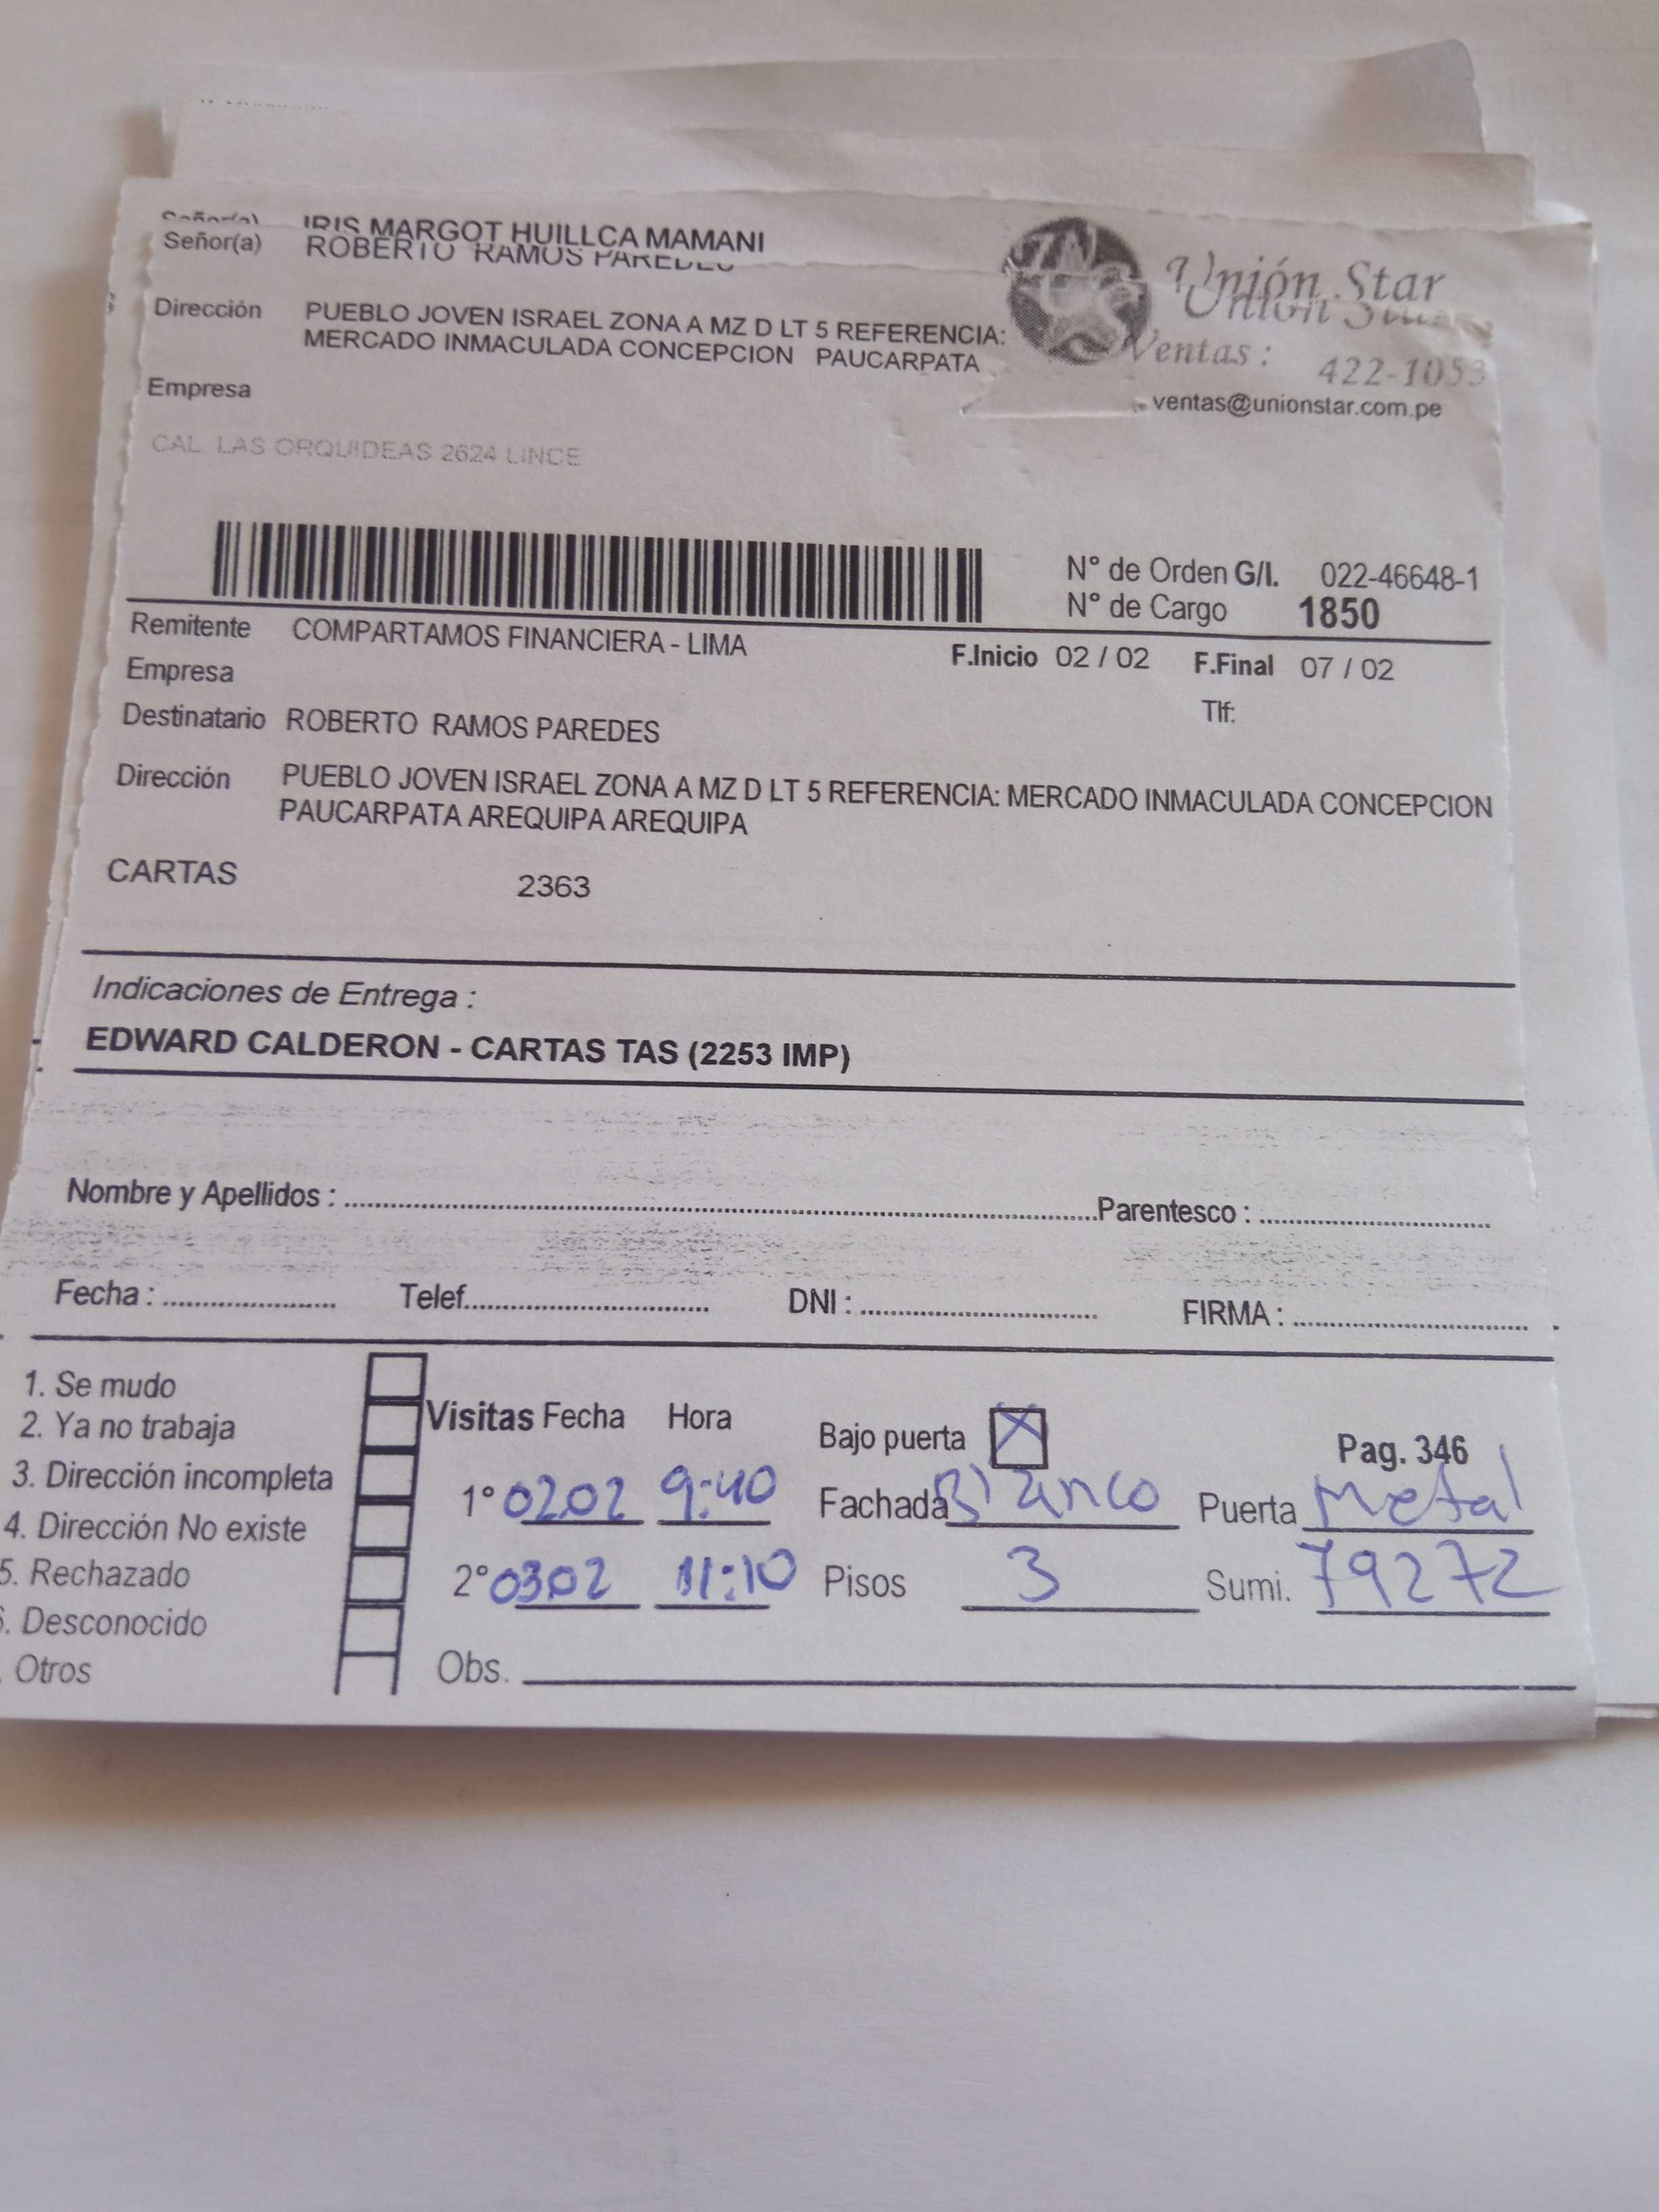 Señor(a) IRIS MARGOT HUILLCA MAMANI
Señor(a) ROBERTO RAMOS PAREDES
Unión Star
Unión Star
Dirección PUEBLO JOVEN ISRAEL ZONA A MZ D LT 5 REFERENCIA:
MERCADO INMACULADA CONCEPCION PAUCARPATA
Ventas : 422-1053
Empresa
ventas@unionstar.com.pe
CAL. LAS ORQUIDEAS 2624 LINCE
N° de Orden G/I. 022-46648-1
N° de Cargo 1850
Remitente COMPARTAMOS FINANCIERA - LIMA
F.Inicio 02 / 02 F.Final 07 / 02
Empresa
Tlf:
Destinatario ROBERTO RAMOS PAREDES
Dirección PUEBLO JOVEN ISRAEL ZONA A MZ D LT 5 REFERENCIA: MERCADO INMACULADA CONCEPCION
PAUCARPATA AREQUIPA AREQUIPA
CARTAS 2363
Indicaciones de Entrega :
EDWARD CALDERON - CARTAS TAS (2253 IMP)
Nombre y Apellidos : Parentesco :
Fecha : Telef. DNI : FIRMA :
1. Se mudo
2. Ya no trabaja
3. Dirección incompleta
4. Dirección No existe
5. Rechazado
6. Desconocido
. Otros
Visitas Fecha Hora
1° 02.02 9:40
2° 03.02 11:10
Bajo puerta X Pag. 346
Fachada Blanco Puerta Metal
Pisos 3 Sumi. 79272
Obs.